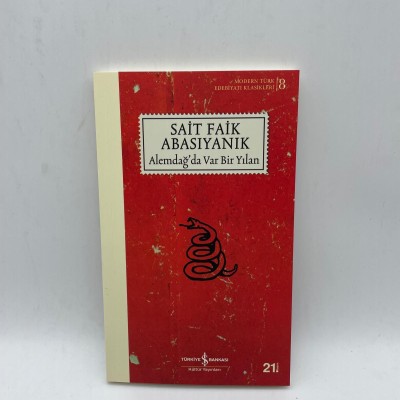 MODERN TÜRK
EDEBİYATI KLASİKLERİ
8
SAİT FAİK
ABASIYANIK
Alemdağ'da Var Bir Yılan
TÜRKİYE İŞ BANKASI
Kültür Yayınları
21.